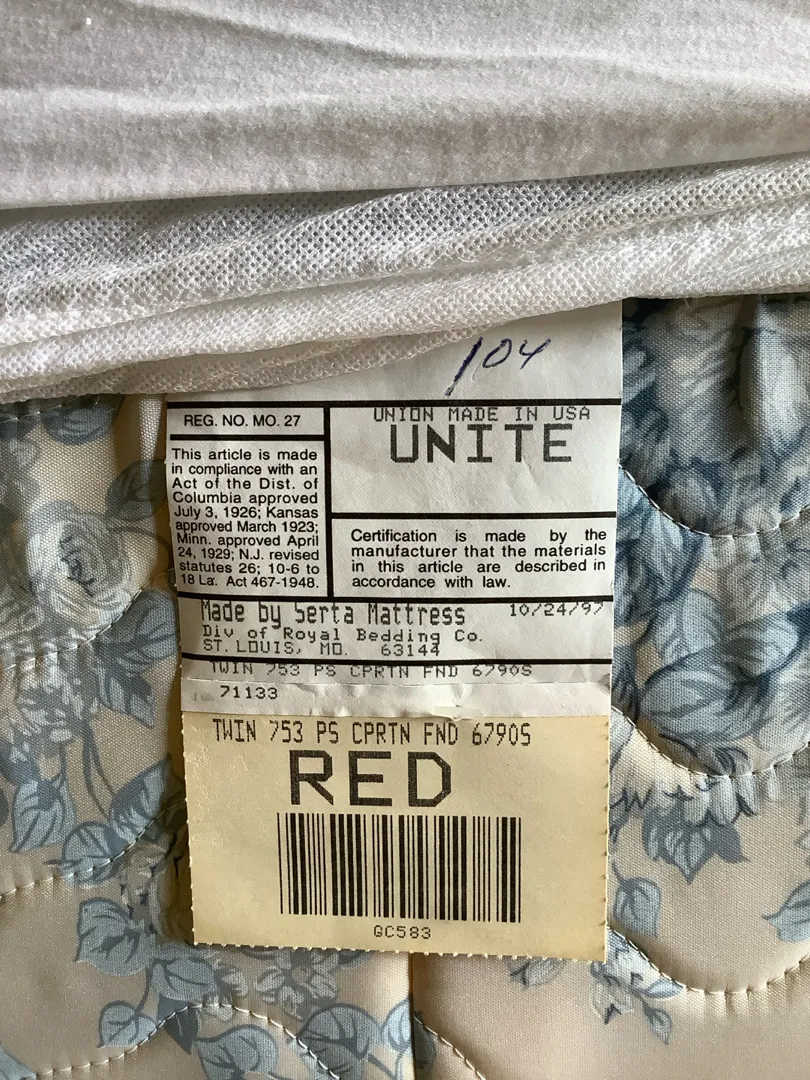 104
REG. NO. MO. 27
This article is made
in compliance with an
Act of the Dist. of
Columbia approved
July 3, 1926; Kansas
approved March 1923;
Minn. approved April
24, 1929; N.J. revised
statutes 26; 10-6 to
18 La. Act 467-1948.
UNION MADE IN USA
UNITE
Certification is made by the
manufacturer that the materials
in this article are described in
accordance with law.
Made by Serta Mattress 10/24/97
Div of Royal Bedding Co.
ST. LOUIS, MO. 63144
TWIN 753 PS CPRTN FND 6790S
71133
TWIN 753 PS CPRTN FND 6790S
RED
GC583